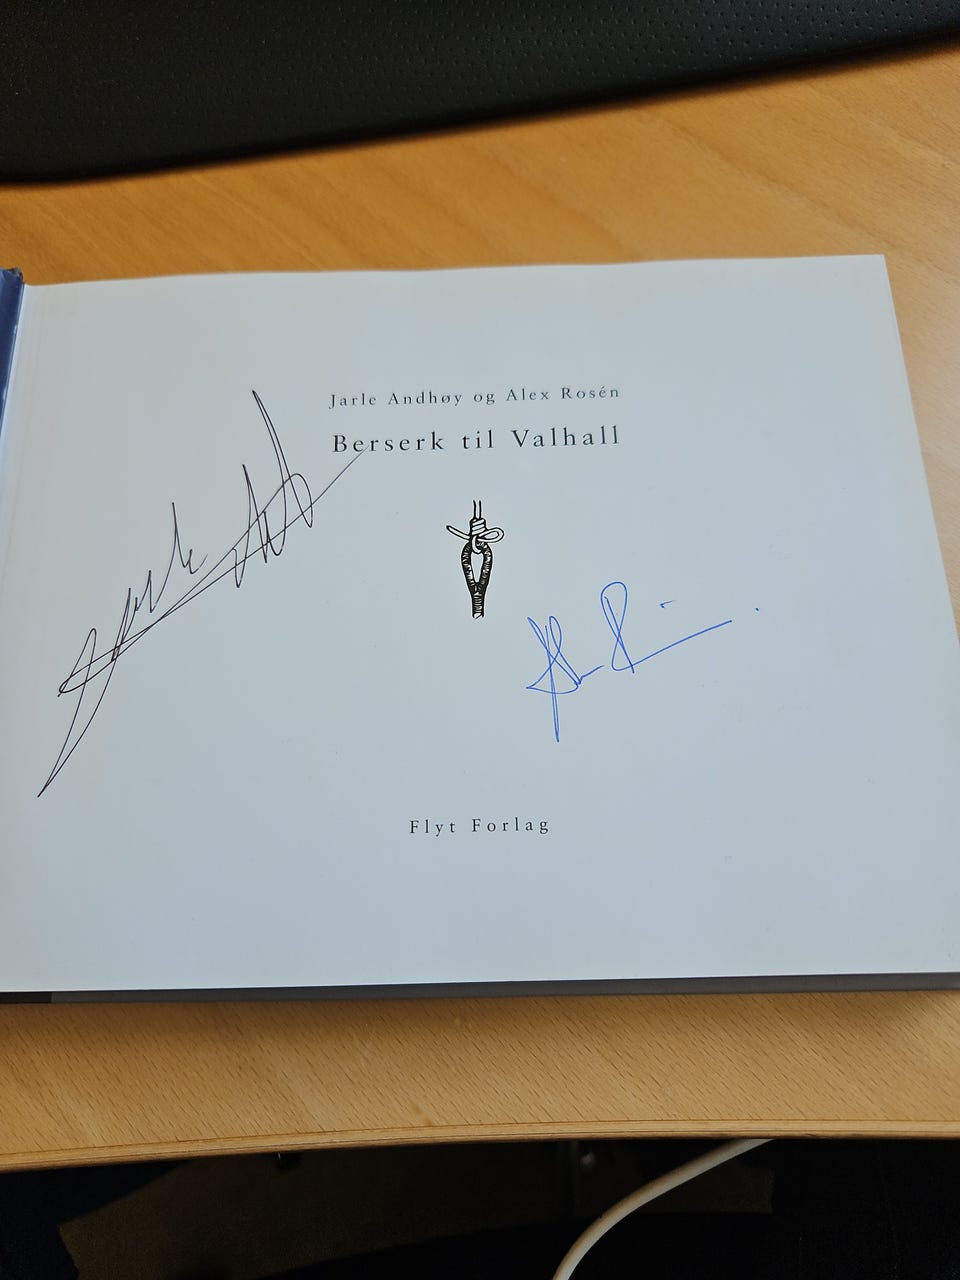 Jarle Andhøy og Alex Rosén
Berserk til Valhall
Flyt Forlag